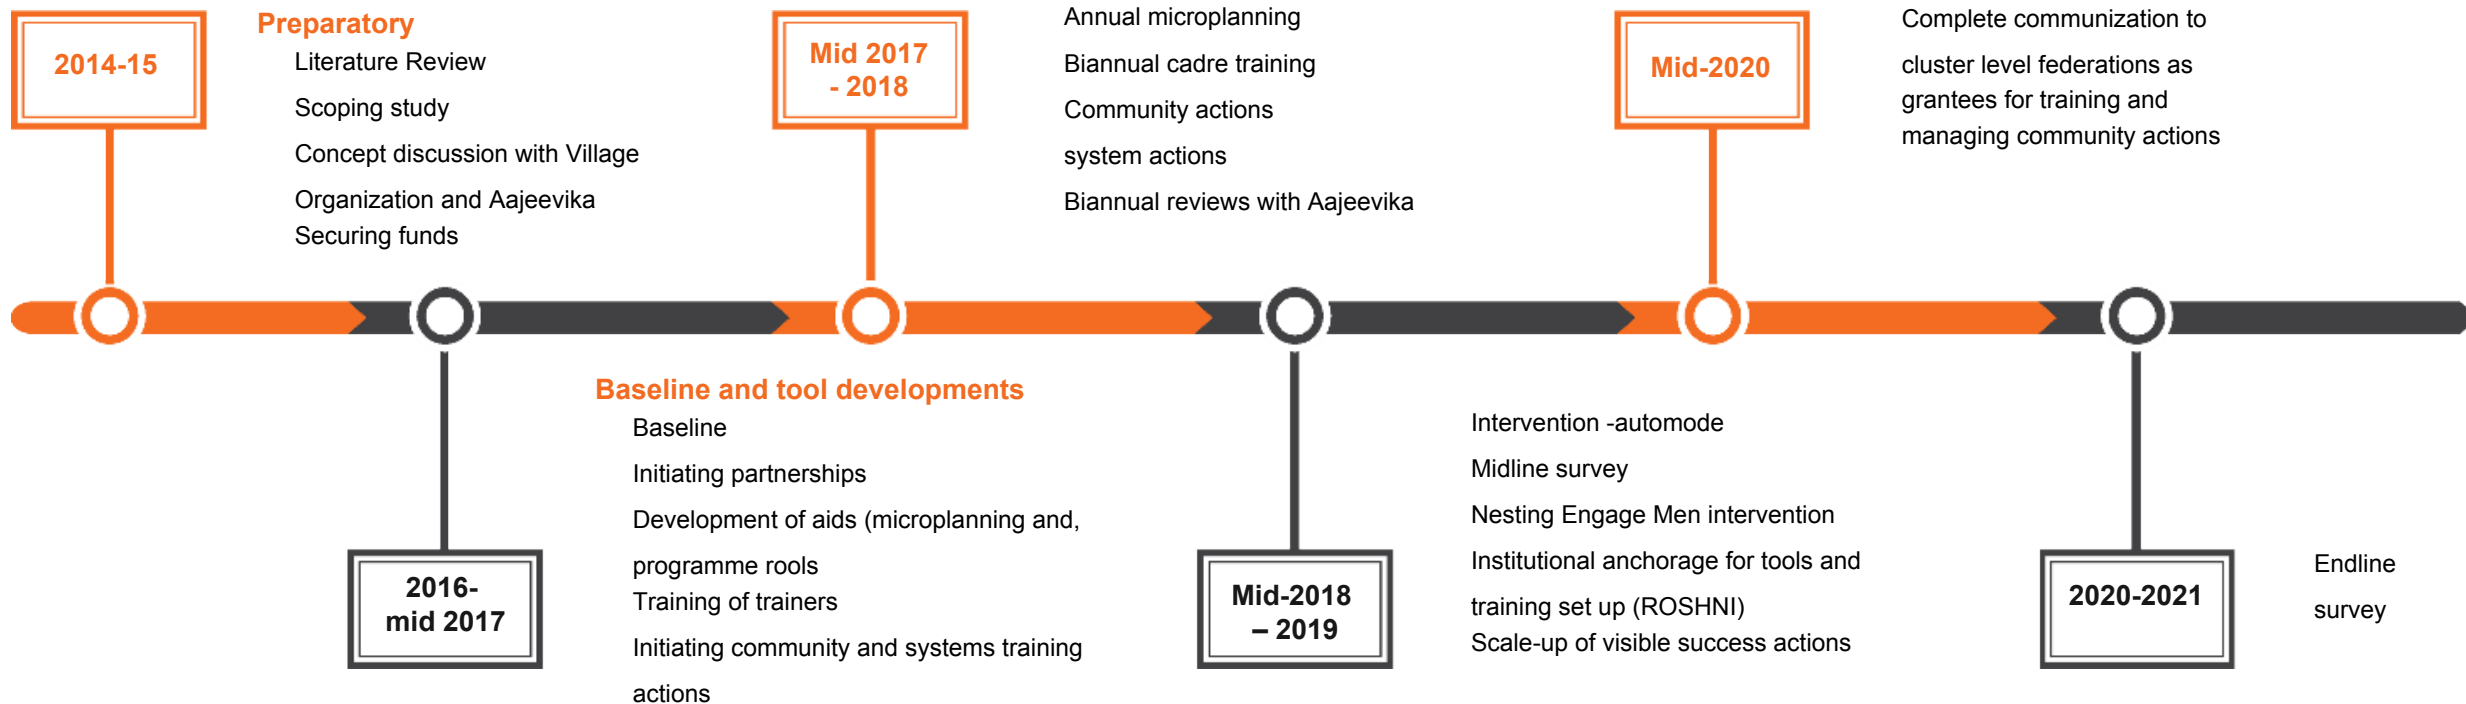 2014-15
Preparatory
Literature Review
Scoping study
Concept discussion with Village
Organization and Aajeevika
Securing funds
Mid 2017
- 2018
Annual microplanning
Biannual cadre training
Community actions
system actions
Biannual reviews with Aajeevika
Mid-2020
Complete communization to
cluster level federations as
grantees for training and
managing community actions
2016-
mid 2017
Baseline and tool developments
Baseline
Initiating partnerships
Development of aids (microplanning and,
programme rools
Training of trainers
Initiating community and systems training
actions
Mid-2018
– 2019
Intervention -automode
Midline survey
Nesting Engage Men intervention
Institutional anchorage for tools and
training set up (ROSHNI)
Scale-up of visible success actions
2020-2021
Endline
survey